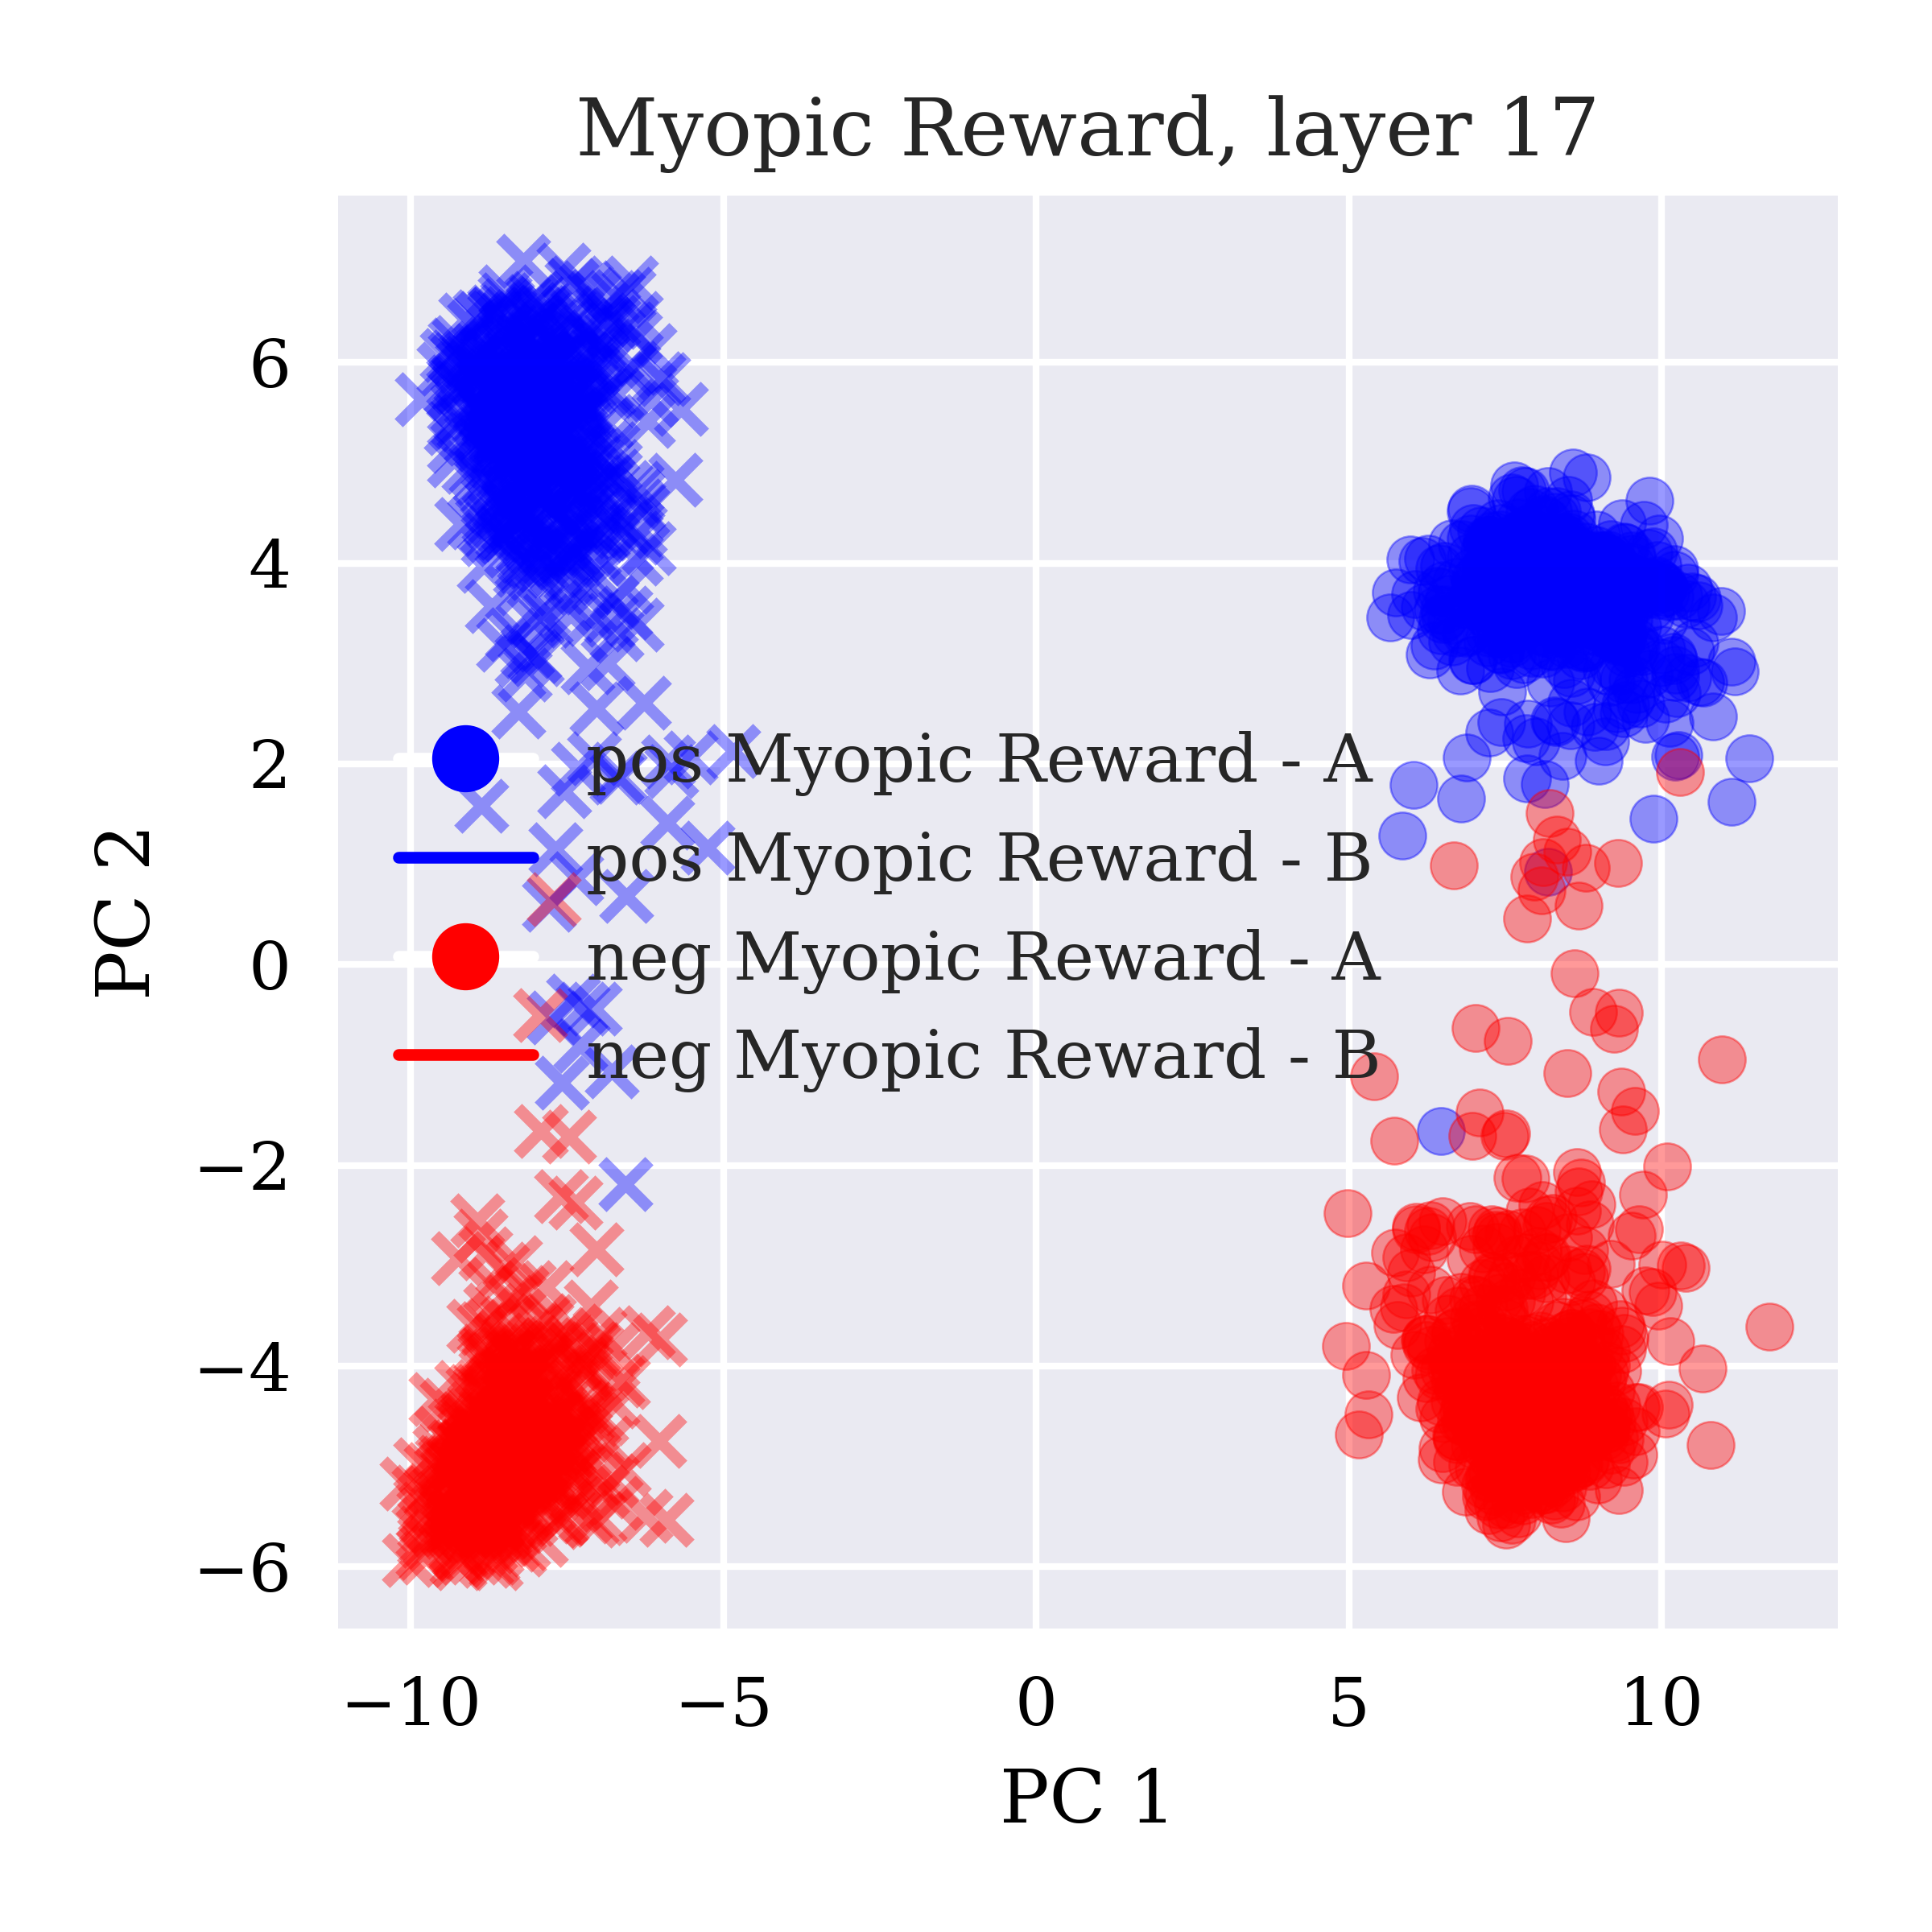 Myopic Reward, layer 17
6
4
2
0
−2
−4
−6
PC 2
pos Myopic Reward - A
pos Myopic Reward - B
neg Myopic Reward - A
neg Myopic Reward - B
−10 −5 0 5 10
PC 1